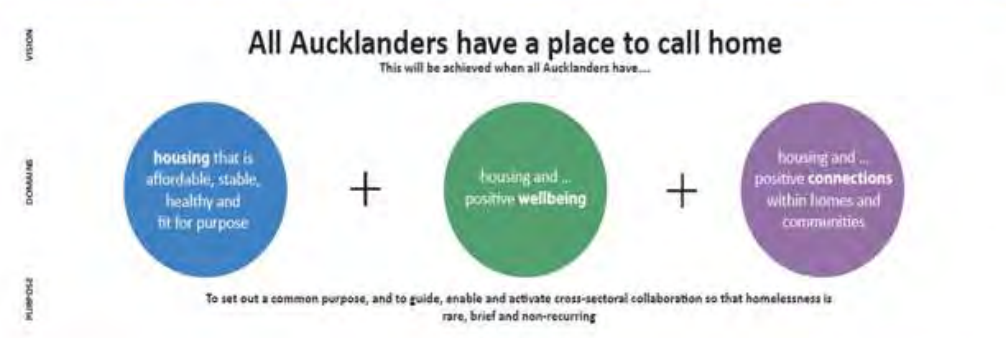 VISION
All Aucklanders have a place to call home
This will be achieved when all Aucklanders have....
DOMAINS
housing that is
affordable, stable,
healthy and
fit for purpose
+
housing and ...
positive wellbeing
+
housing and ...
positive connections
within homes and
communities
PURPOSE
To set out a common purpose, and to guide, enable and activate cross-sectoral collaboration so that homelessness is
rare, brief and non-recurring